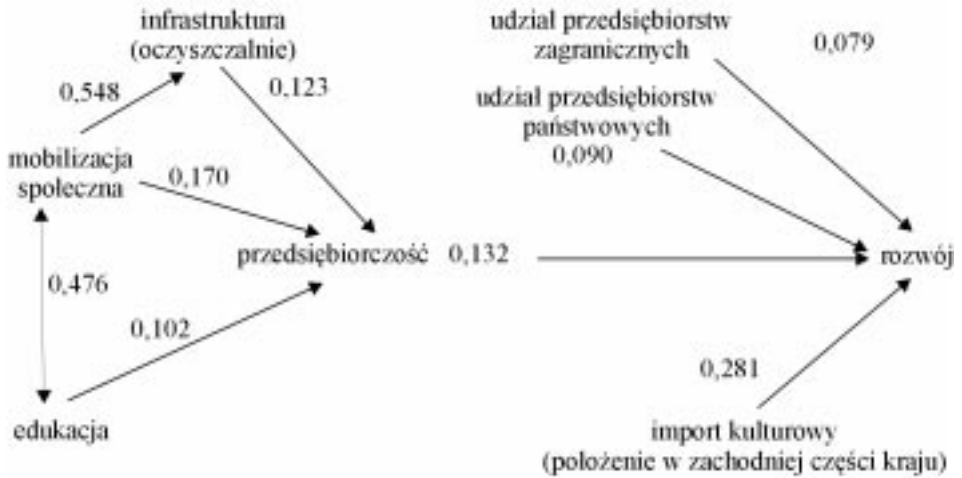 infrastruktura
(oczyszczalnie)
udział przedsiębiorstw
zagranicznych
0,079
0,548
0,123
udział przedsiębiorstw
państwowych
0,090
mobilizacja
społeczna
0,170
przedsiębiorczość 0,132
rozwój
0,476
0,102
0,281
edukacja
import kulturowy
(położenie w zachodniej części kraju)